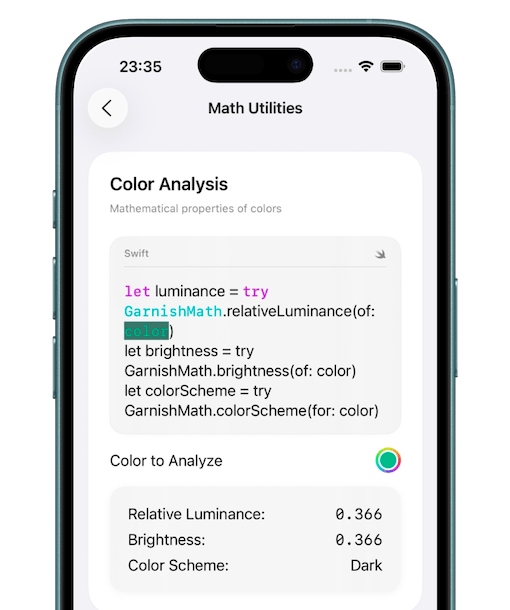 23:35
Math Utilities
Color Analysis
Mathematical properties of colors
Swift
let luminance = try
GarnishMath.relativeLuminance(of:
color)
let brightness = try
GarnishMath.brightness(of: color)
let colorScheme = try
GarnishMath.colorScheme(for: color)
Color to Analyze
Relative Luminance: 0.366
Brightness: 0.366
Color Scheme: Dark